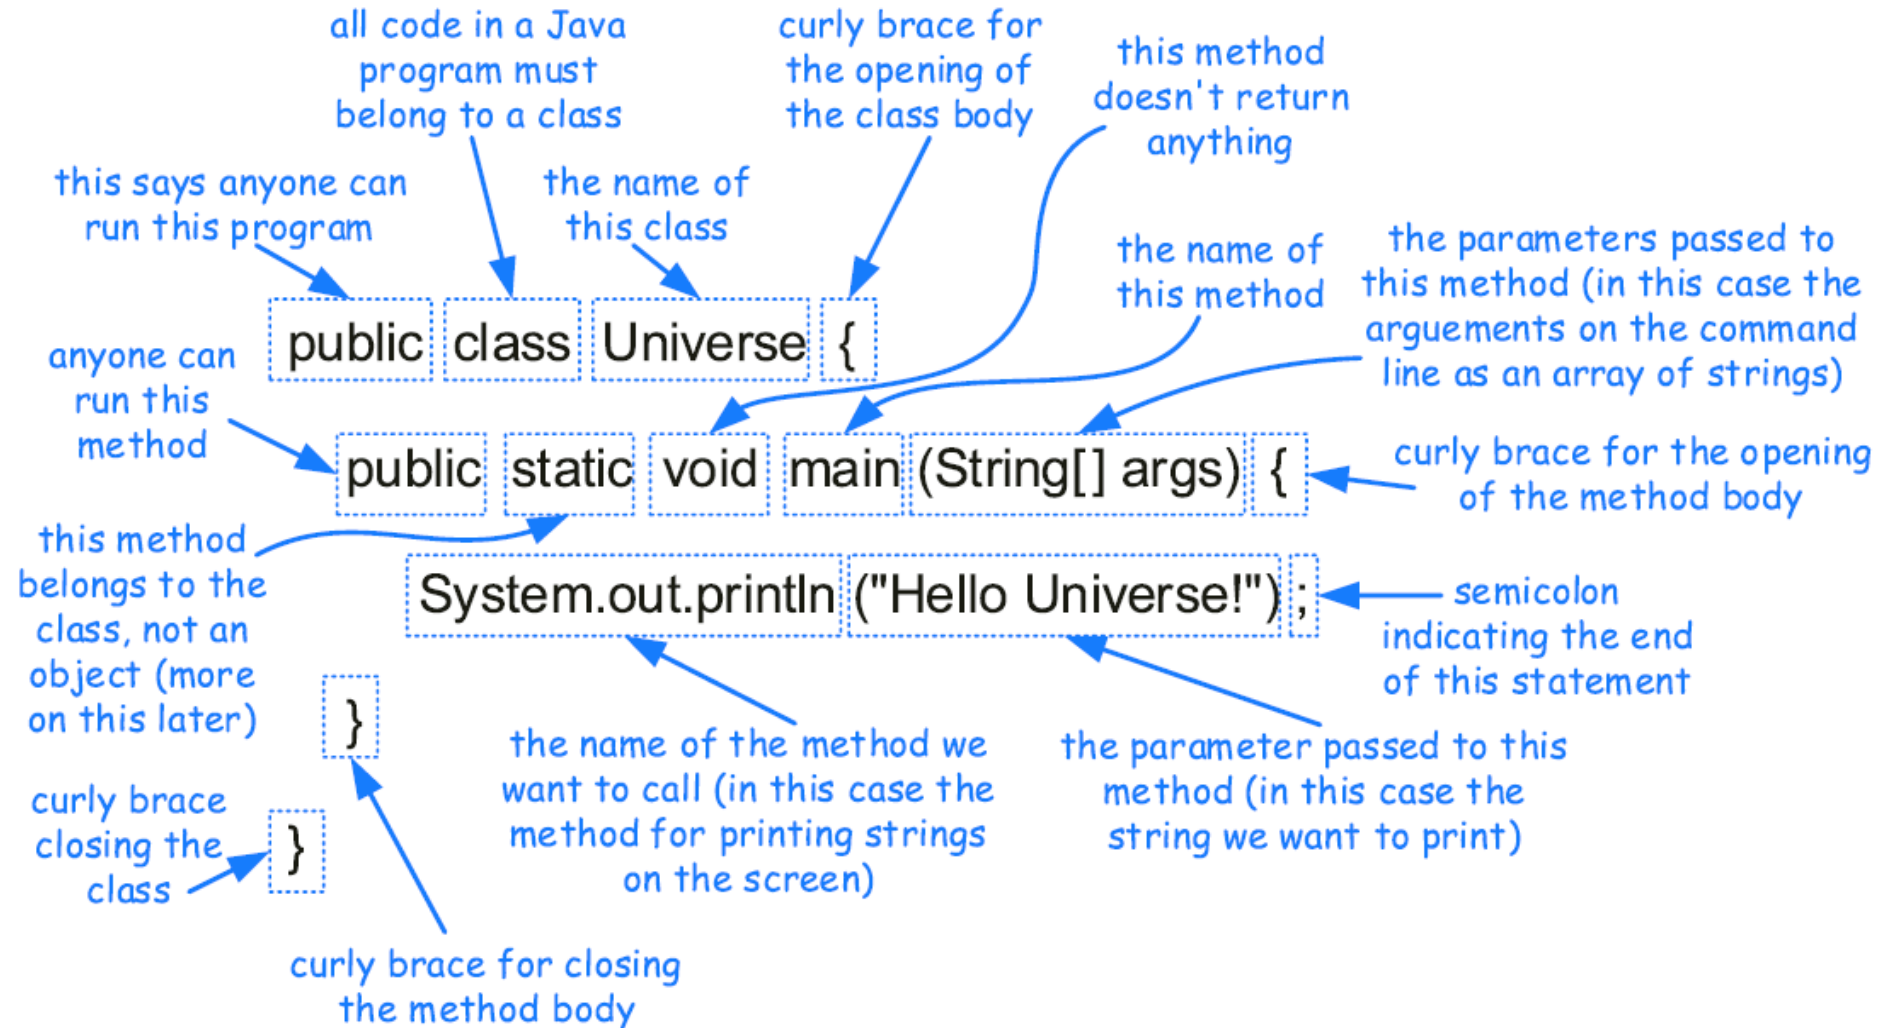 all code in a Java
program must
belong to a class
curly brace for
the opening of
the class body
this method
doesn't return
anything
this says anyone can
run this program
the name of
this class
the name of
this method
the parameters passed to
this method (in this case the
arguements on the command
line as an array of strings)
public class Universe {
anyone can
run this
method
public static void main (String[] args) {
curly brace for the opening
of the method body
this method
belongs to the
class, not an
object (more
on this later)
System.out.println ("Hello Universe!") ;
semicolon
indicating the end
of this statement
}
the name of the method we
want to call (in this case the
method for printing strings
on the screen)
the parameter passed to this
method (in this case the
string we want to print)
curly brace
closing the
class
}
curly brace for closing
the method body